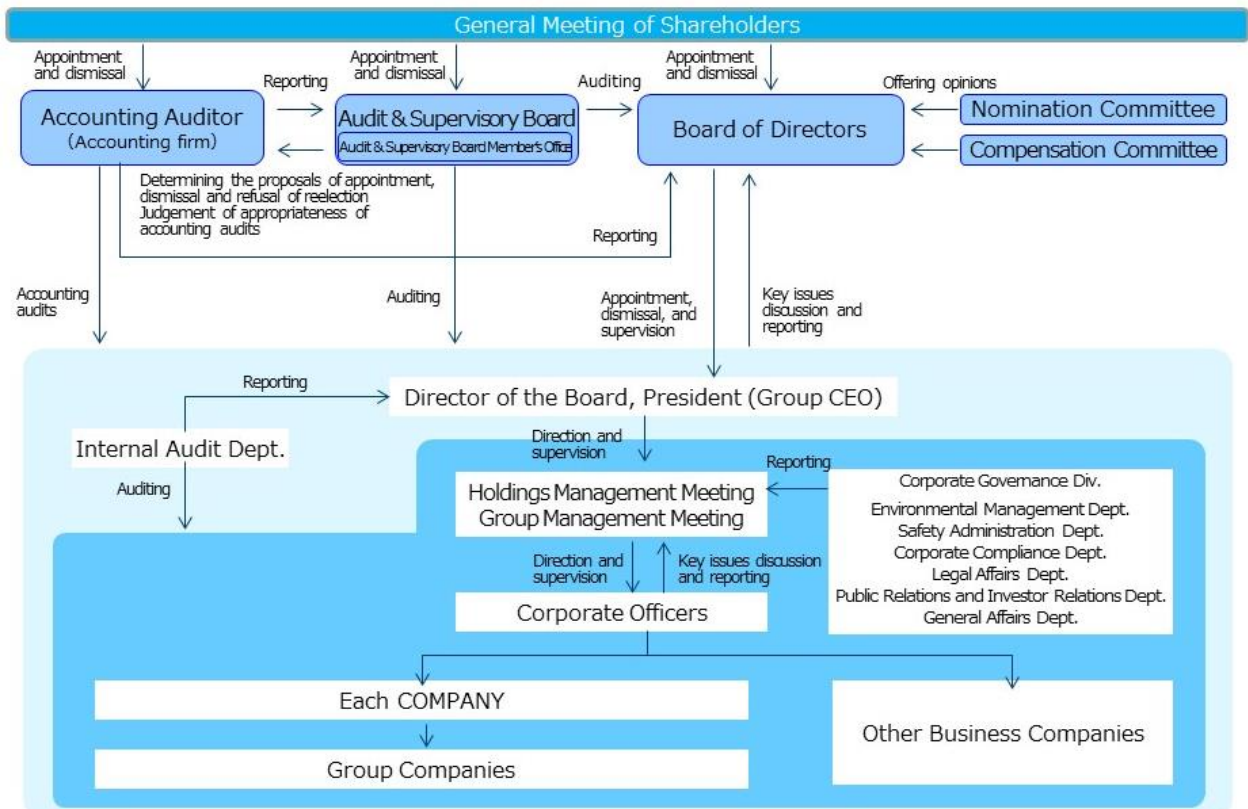 General Meeting of Shareholders
Appointment
and dismissal
Reporting
Appointment
and dismissal
Auditing
Appointment
and dismissal
Offering opinions
Accounting Auditor
(Accounting firm)
Audit & Supervisory Board
Audit & Supervisory Board Member's Office
Board of Directors
Nomination Committee
Compensation Committee
Determining the proposals of appointment,
dismissal and refusal of reelection
Judgement of appropriateness of
accounting audits
Reporting
Accounting
audits
Auditing
Appointment,
dismissal, and
supervision
Key issues
discussion and
reporting
Reporting
Director of the Board, President (Group CEO)
Internal Audit Dept.
Auditing
Direction and
supervision
Reporting
Holdings Management Meeting
Group Management Meeting
Corporate Governance Div.
Environmental Management Dept.
Safety Administration Dept.
Corporate Compliance Dept.
Legal Affairs Dept.
Public Relations and Investor Relations Dept.
General Affairs Dept.
Direction and
supervision
Key issues discussion
and reporting
Corporate Officers
Each COMPANY
Group Companies
Other Business Companies